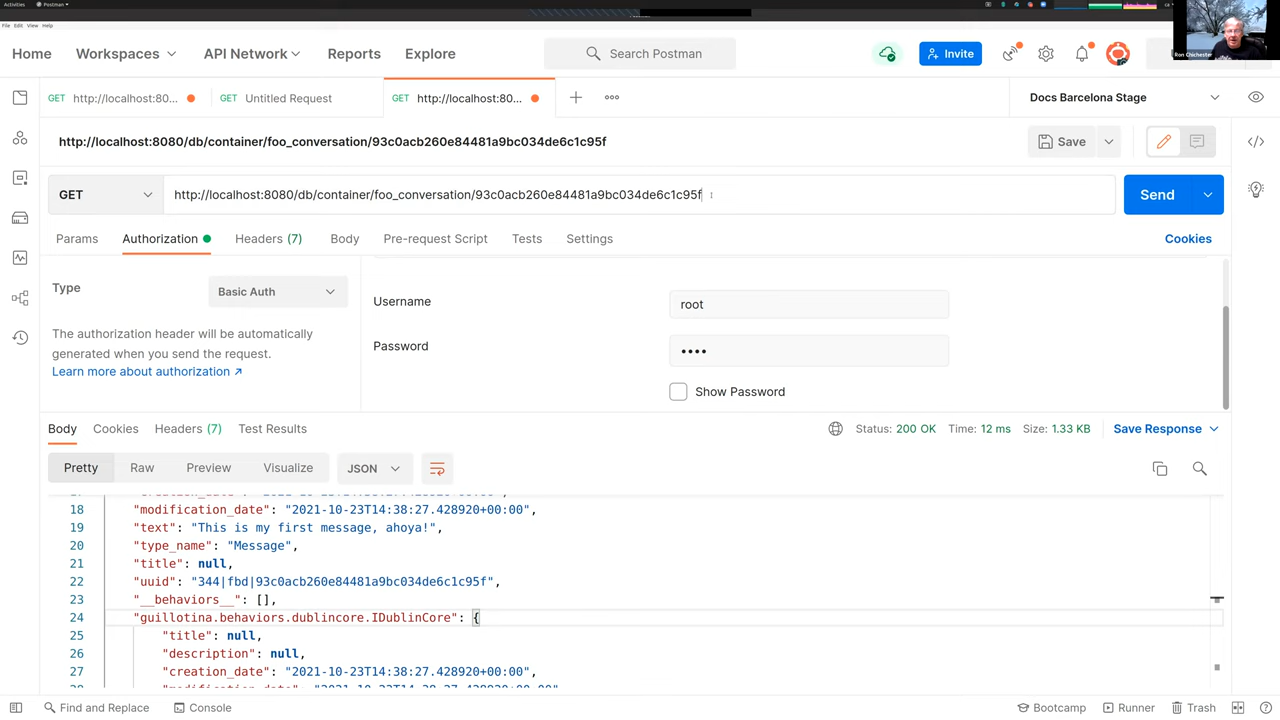 Activities Postman
File Edit View Help
Home Workspaces API Network Reports Explore Search Postman Invite
Ron Chichester
GET http://localhost:80... GET Untitled Request GET http://localhost:80... Docs Barcelona Stage
http://localhost:8080/db/container/foo_conversation/93c0acb260e84481a9bc034de6c1c95f Save
GET http://localhost:8080/db/container/foo_conversation/93c0acb260e84481a9bc034de6c1c95f Send
Params Authorization Headers (7) Body Pre-request Script Tests Settings Cookies
Type Basic Auth
The authorization header will be automatically
generated when you send the request.
Learn more about authorization ↗
Username root
Password ••••
Show Password
Body Cookies Headers (7) Test Results Status: 200 OK Time: 12 ms Size: 1.33 KB Save Response
Pretty Raw Preview Visualize JSON
18 "modification_date": "2021-10-23T14:38:27.428920+00:00",
19 "text": "This is my first message, ahoya!",
20 "type_name": "Message",
21 "title": null,
22 "uuid": "344|fbd|93c0acb260e84481a9bc034de6c1c95f",
23 "__behaviors__": [],
24 "guillotina.behaviors.dublincore.IDublinCore": {
25 "title": null,
26 "description": null,
27 "creation_date": "2021-10-23T14:38:27.428920+00:00",
Find and Replace Console Bootcamp Runner Trash